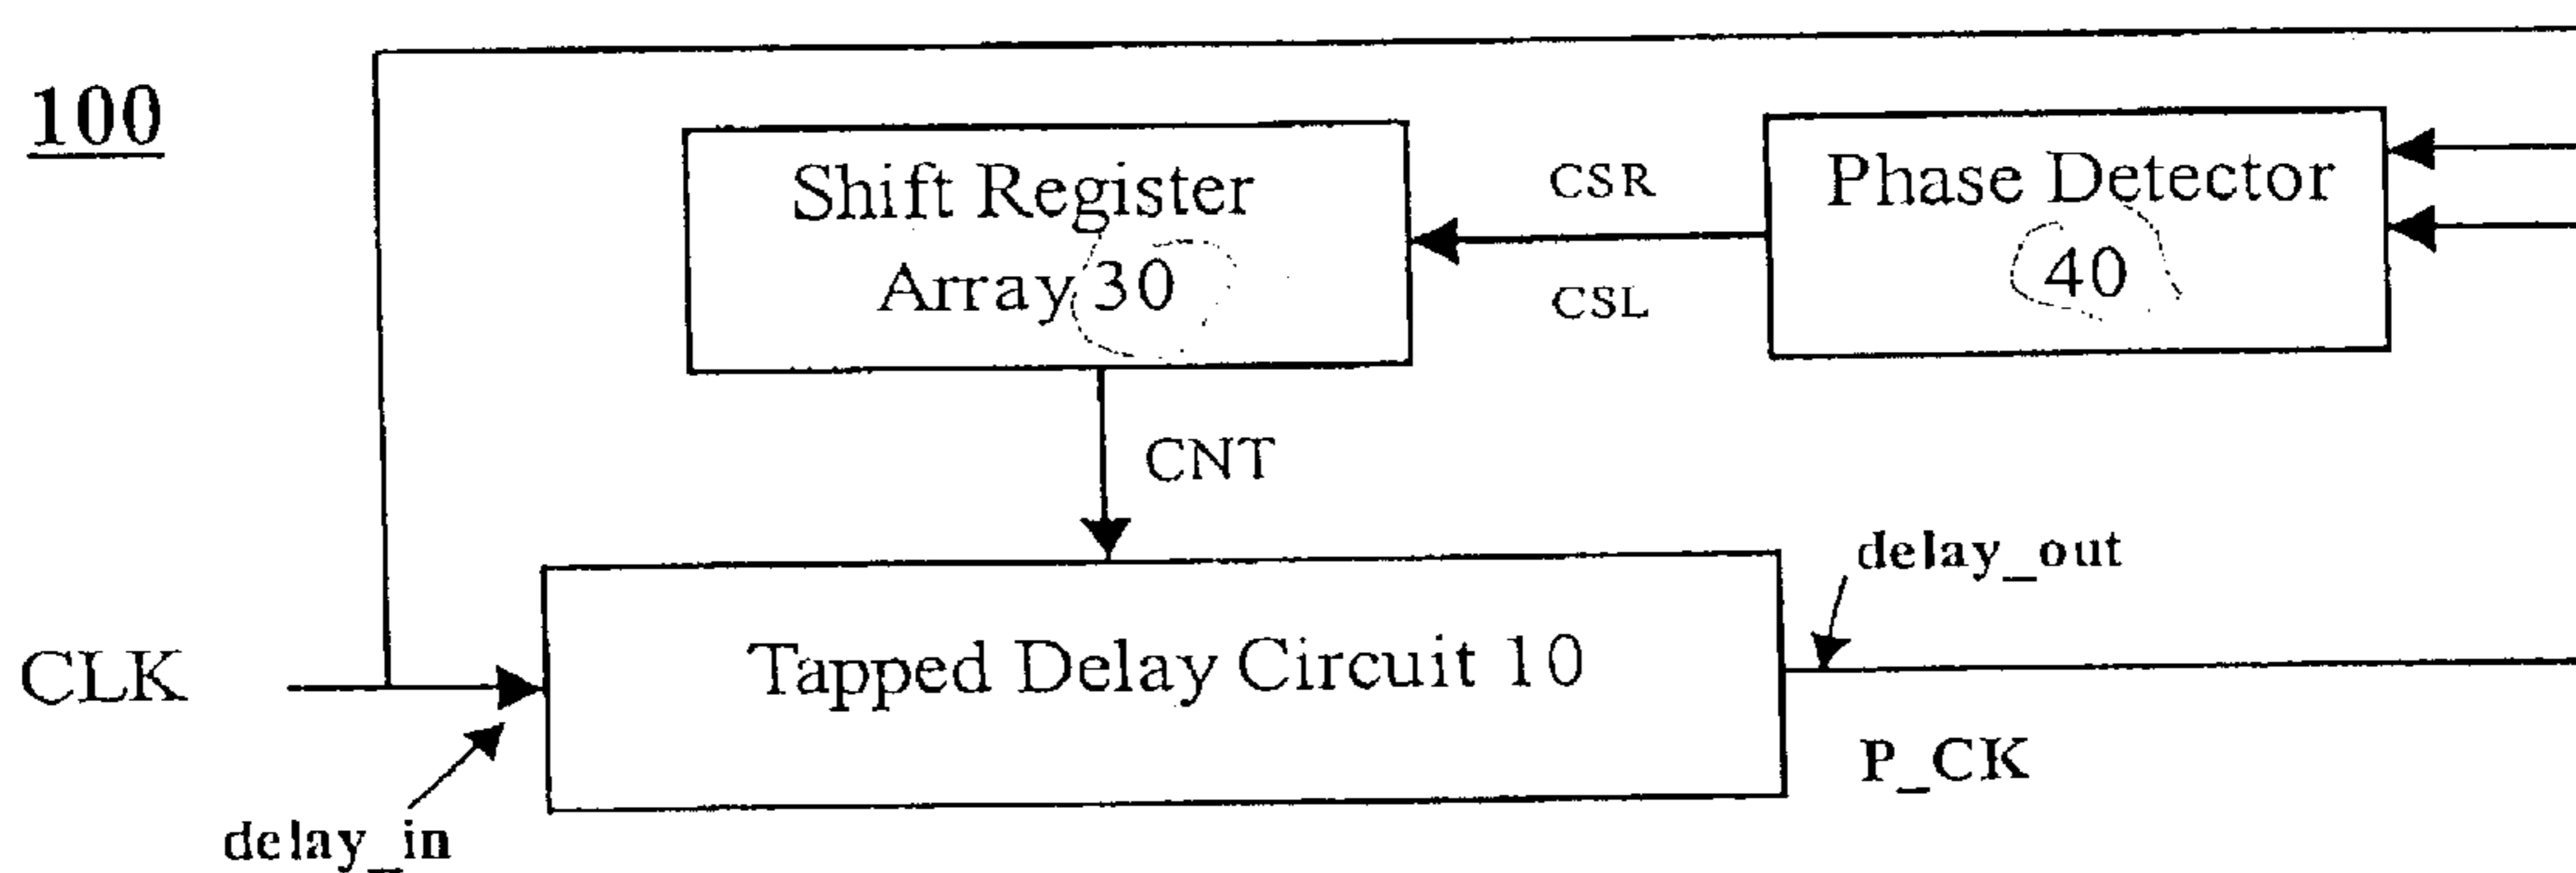 100
Shift Register
Array 30
CSR
CSL
Phase Detector
40
CNT
delay_out
CLK
Tapped Delay Circuit 10
P_CK
delay_in